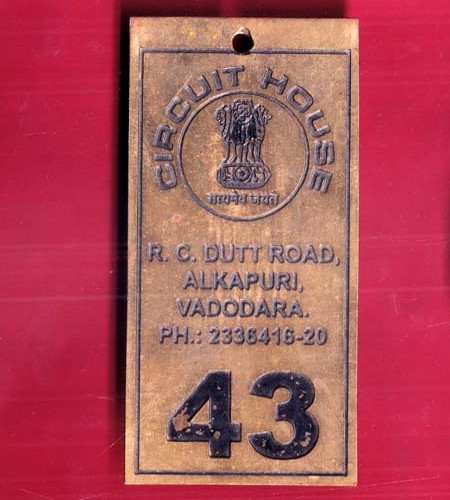 CIRCUIT HOUSE
सत्यमेव जयते
R. C. DUTT ROAD,
ALKAPURI,
VADODARA.
PH.: 2336416-20
43